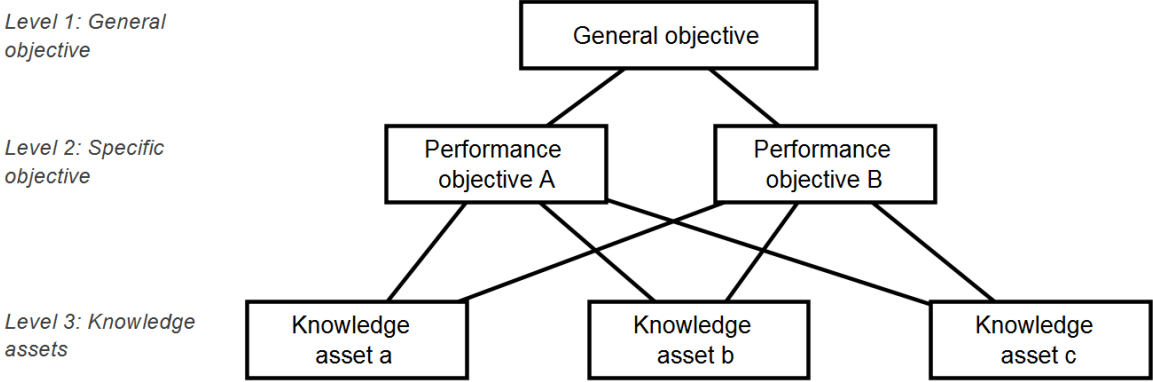 Level 1: General
objective
General objective
Level 2: Specific
objective
Performance
objective A
Performance
objective B
Level 3: Knowledge
assets
Knowledge
asset a
Knowledge
asset b
Knowledge
asset c